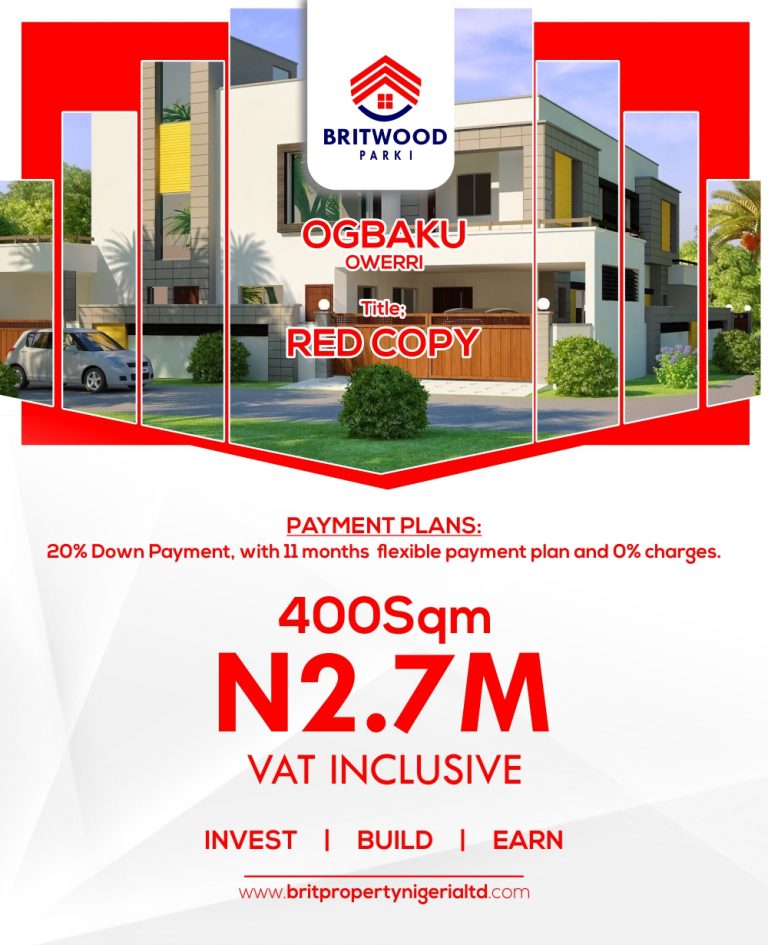 BRITWOOD
PARK I
OGBAKU
OWERRI
Title;
RED COPY
PAYMENT PLANS:
20% Down Payment, with 11 months flexible payment plan and 0% charges.
400Sqm
N2.7M
VAT INCLUSIVE
INVEST | BUILD | EARN
www.britpropertynigerialtd.com